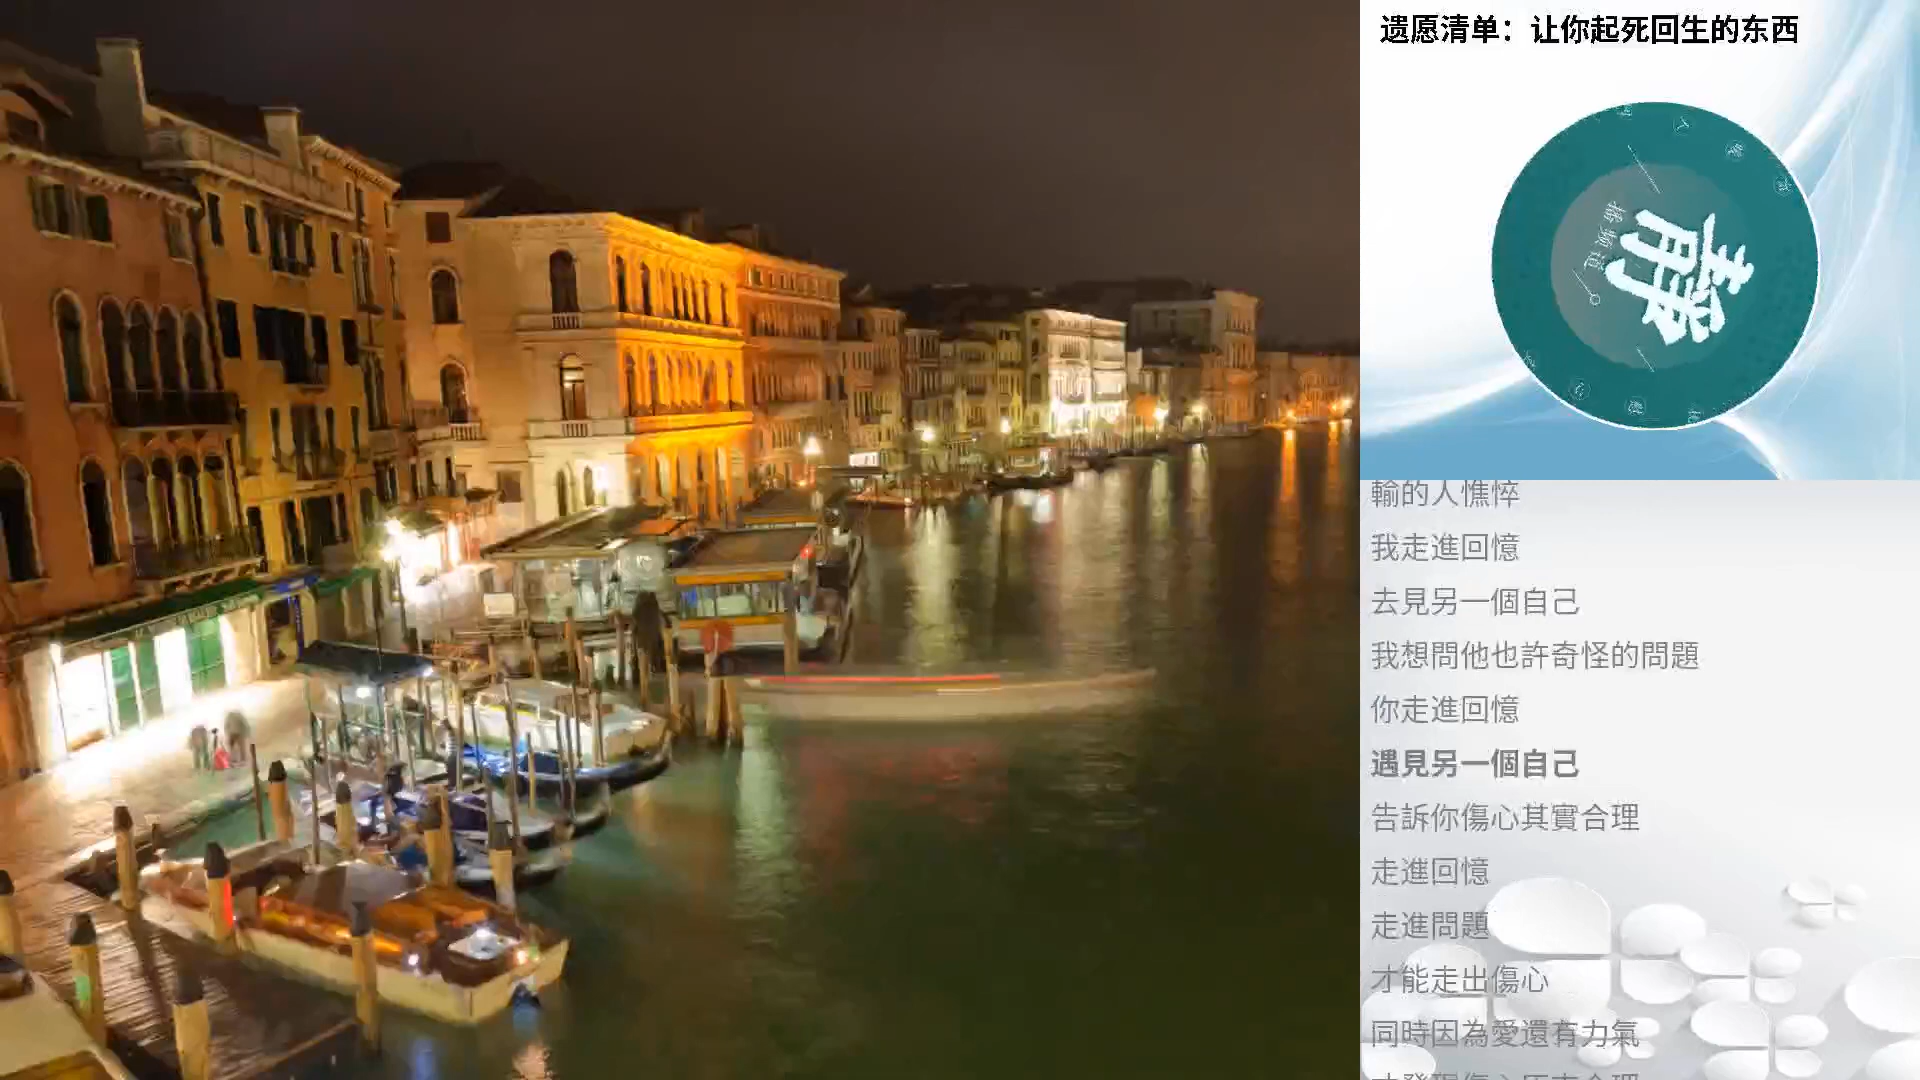 遗愿清单：让你起死回生的东西
静
播频道
輸的人憔悴
我走進回憶
去見另一個自己
我想問他也許奇怪的問題
你走進回憶
遇見另一個自己
告訴你傷心其實合理
走進回憶
走進問題
才能走出傷心
同時因為愛還有力氣